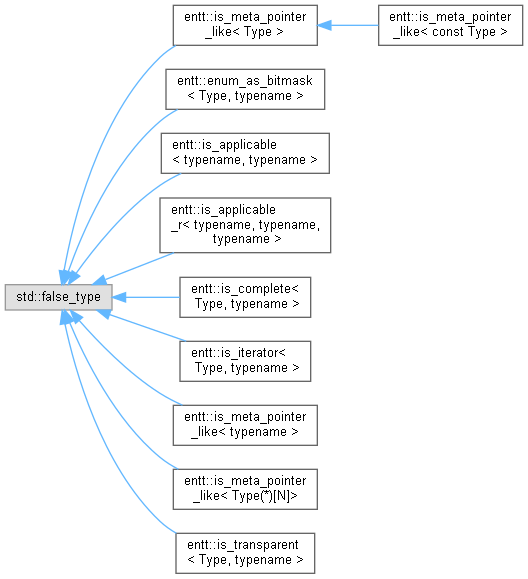 entt::is_meta_pointer
_like< Type >
entt::is_meta_pointer
_like< const Type >
entt::enum_as_bitmask
< Type, typename >
entt::is_applicable
< typename, typename >
entt::is_applicable
_r< typename, typename,
typename >
std::false_type
entt::is_complete<
Type, typename >
entt::is_iterator<
Type, typename >
entt::is_meta_pointer
_like< typename >
entt::is_meta_pointer
_like< Type(*)[N]>
entt::is_transparent
< Type, typename >